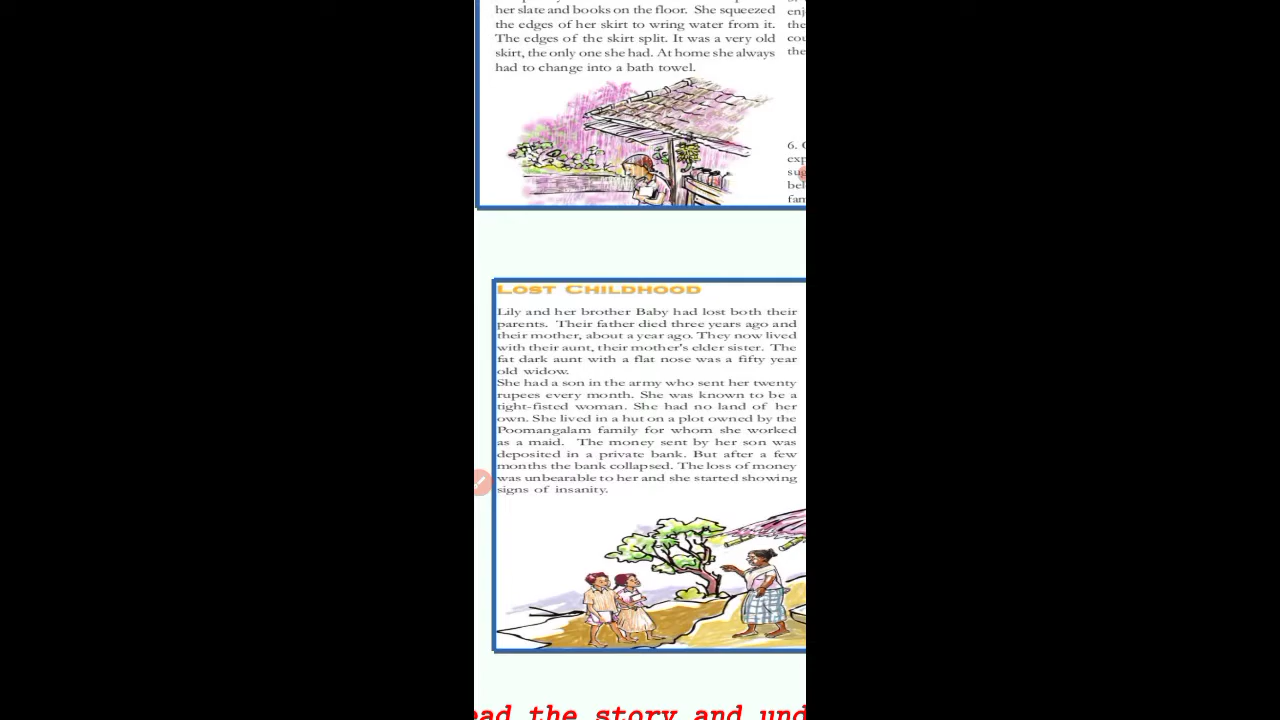 her slate and books on the floor. She squeezed
the edges of her skirt to wring water from it.
The edges of the skirt split. It was a very old
skirt, the only one she had. At home she always
had to change into a bath towel.
the
6.
LOST CHILDHOOD
Lily and her brother Baby had lost both their
parents. Their father died three years ago and
their mother, about a year ago. They now lived
with their aunt, their mother's elder sister. The
fat dark aunt with a flat nose was a fifty year
old widow.
She had a son in the army who sent her twenty
rupees every month. She was known to be a
tight-fisted woman. She had no land of her
own. She lived in a hut on a plot owned by the
Poomangalam family for whom she worked
as a maid. The money sent by her son was
deposited in a private bank. But after a few
months the bank collapsed. The loss of money
was unbearable to her and she started showing
signs of insanity.
ead the story and und